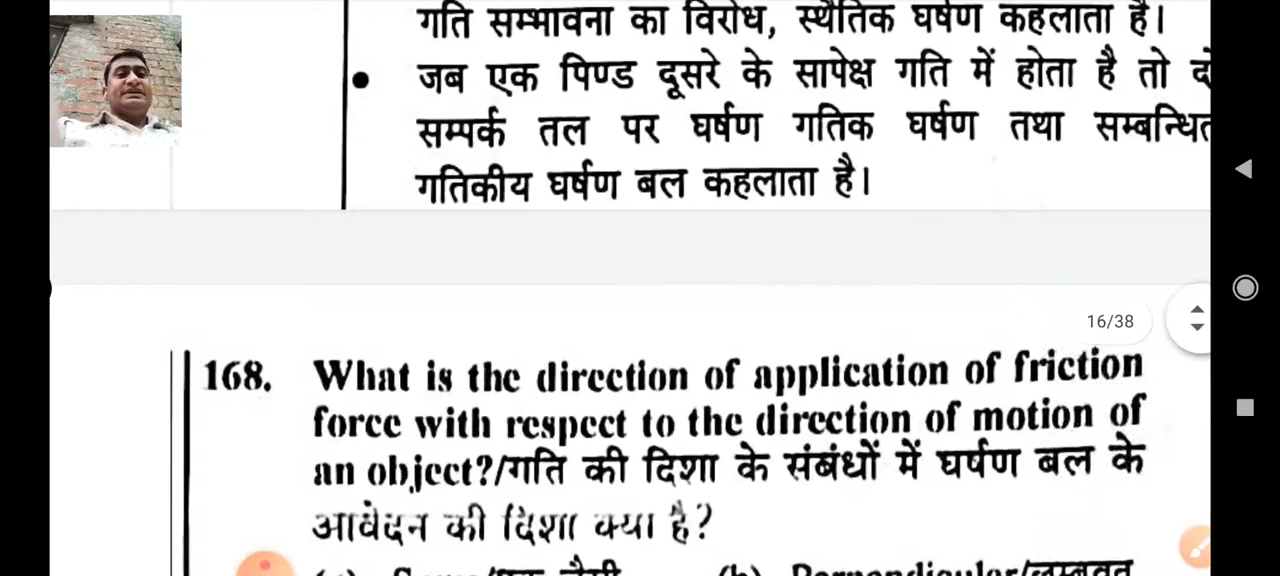 गति सम्भावना का विरोध, स्थैतिक घर्षण कहलाता है।
• जब एक पिण्ड दूसरे के सापेक्ष गति में होता है तो
सम्पर्क तल पर घर्षण गतिक घर्षण तथा सम्बन्धित
गतिकीय घर्षण बल कहलाता है।
16/38
168. What is the direction of application of friction
force with respect to the direction of motion of
an object?/गति की दिशा के संबंधों में घर्षण बल के
आवेदन की दिशा क्या है?